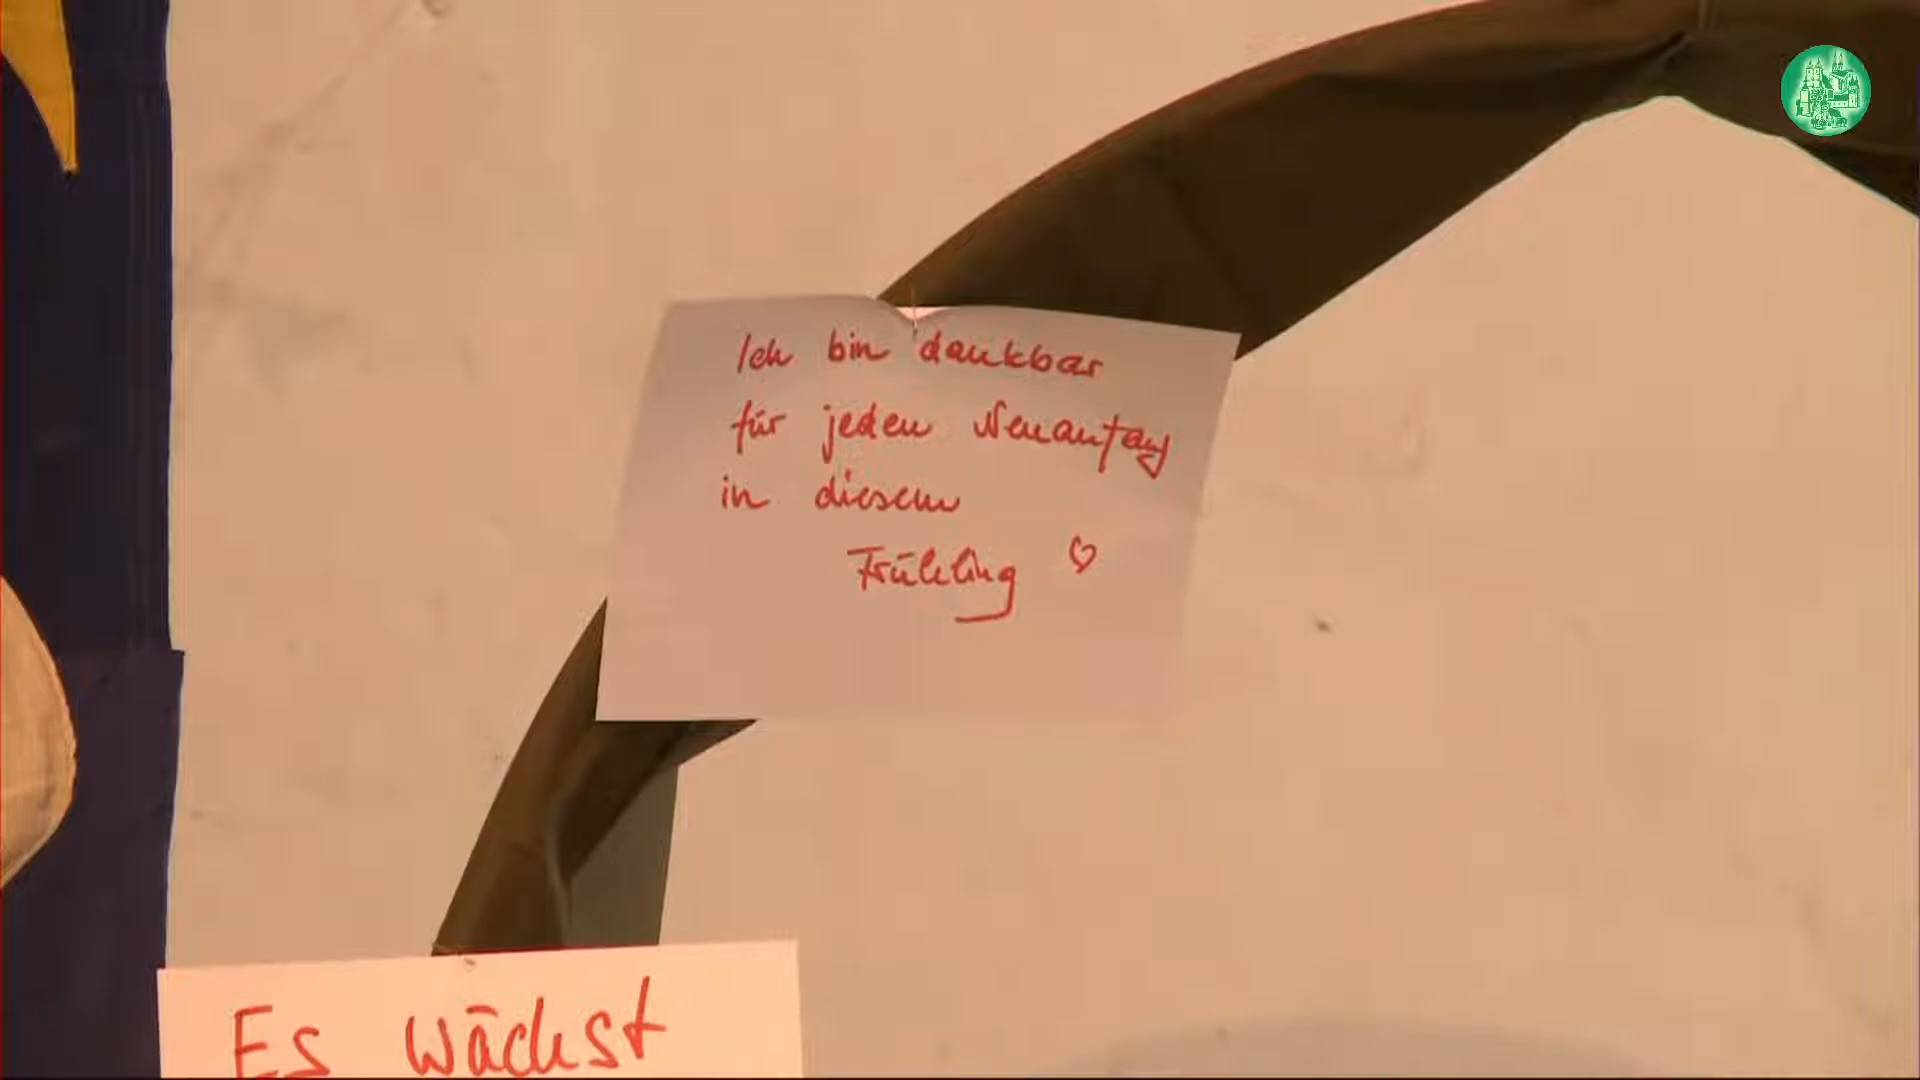 Ich bin dankbar
für jeden Neuanfang
in diesem
Frühling ♡
Es wächst